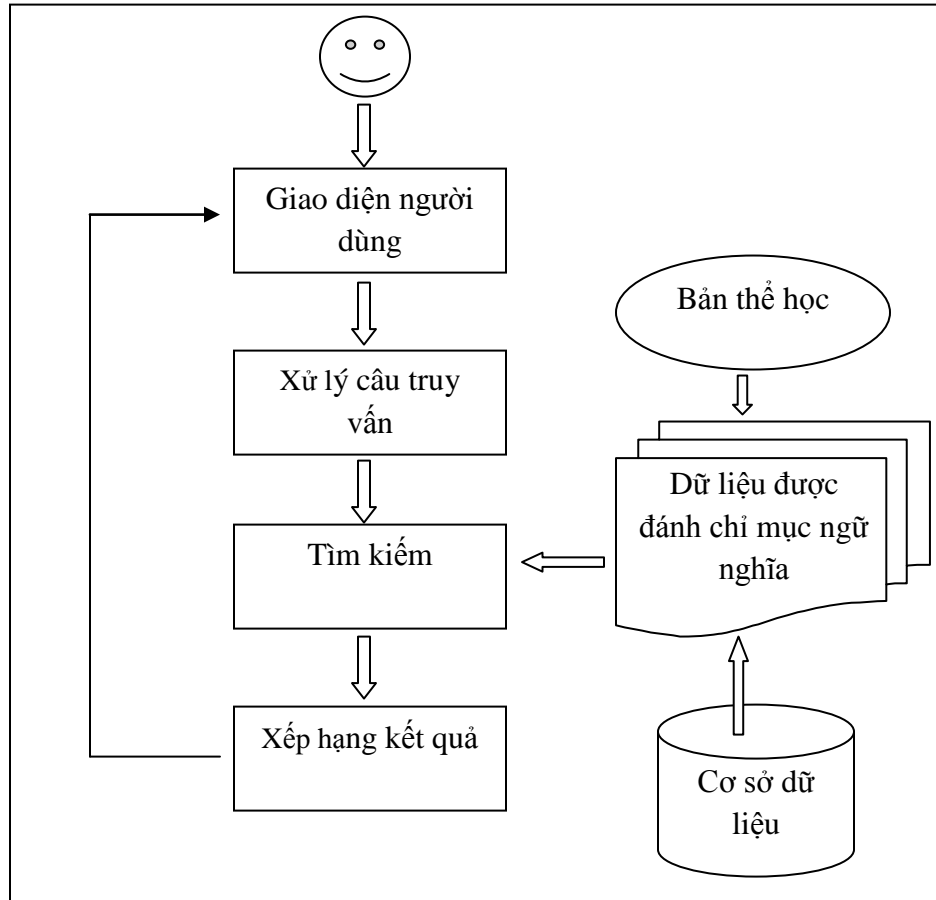 Giao diện người
dùng
Xử lý câu truy
vấn
Tìm kiếm
Xếp hạng kết quả
Bản thể học
Dữ liệu được
đánh chỉ mục ngữ
nghĩa
Cơ sở dữ
liệu